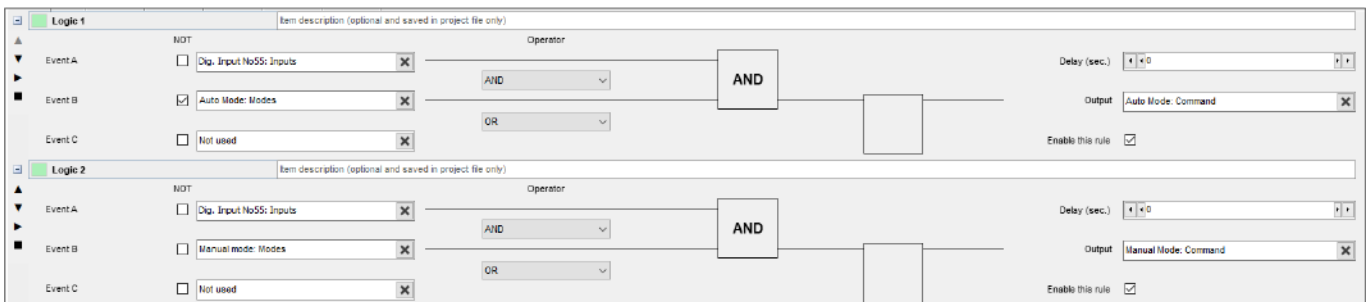 Logic 1 Item description (optional and saved in project file only)
NOT Operator
Event A Dig. Input No55: Inputs Delay (sec.) 0
AND AND
Event B Auto Mode: Modes Output Auto Mode: Command
OR
Event C Not used Enable this rule
Logic 2 Item description (optional and saved in project file only)
NOT Operator
Event A Dig. Input No55: Inputs Delay (sec.) 0
AND AND
Event B Manual mode: Modes Output Manual Mode: Command
OR
Event C Not used Enable this rule